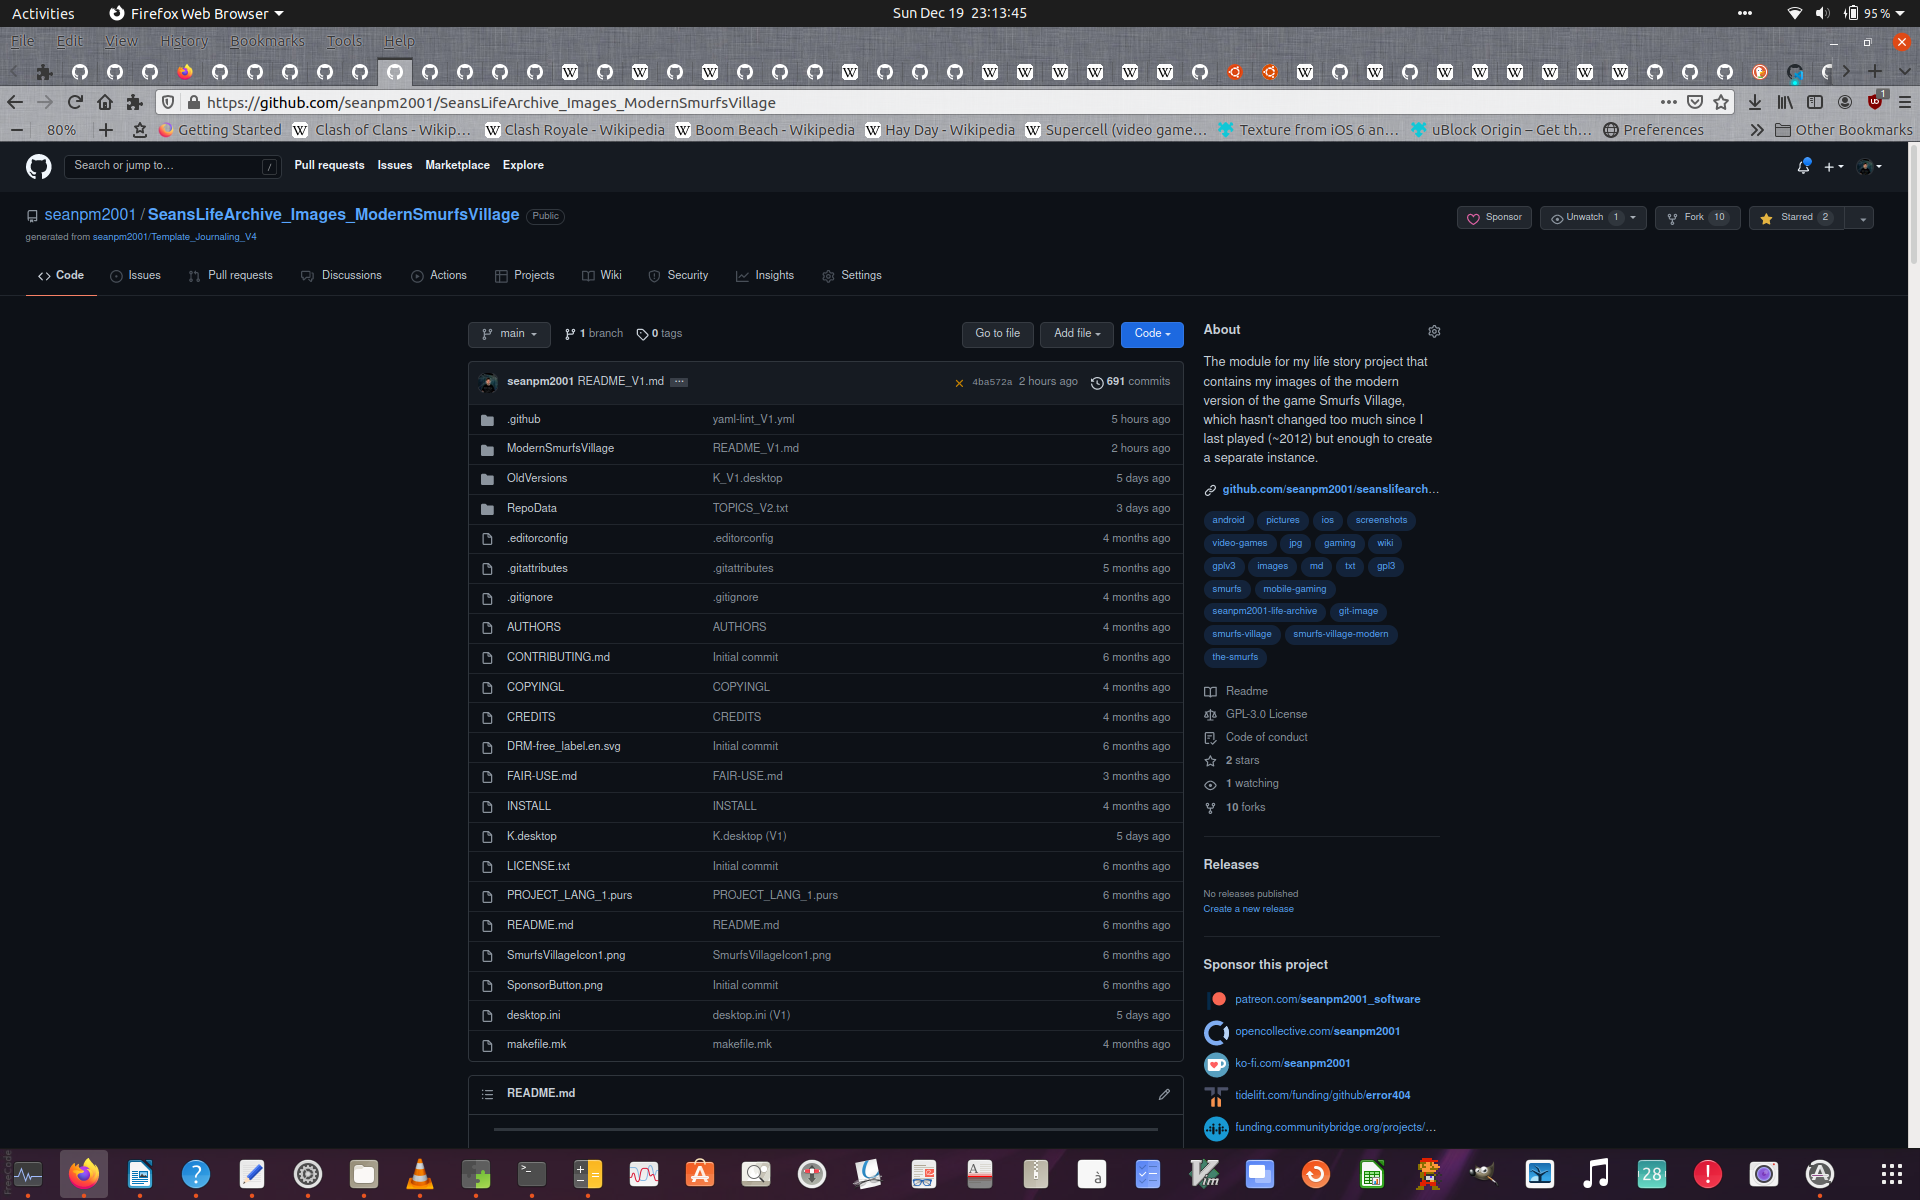 Activities Firefox Web Browser Sun Dec 19 23:13:45 95 %
File Edit View History Bookmarks Tools Help
https://github.com/seanpm2001/SeansLifeArchive_Images_ModernSmurfsVillage 1
80% Getting Started Clash of Clans - Wikip… Clash Royale - Wikipedia Boom Beach - Wikipedia Hay Day - Wikipedia Supercell (video game… Texture from iOS 6 an… uBlock Origin – Get th… Preferences Other Bookmarks
Search or jump to… / Pull requests Issues Marketplace Explore
seanpm2001 / SeansLifeArchive_Images_ModernSmurfsVillage Public Sponsor Unwatch 1 Fork 10 Starred 2
generated from seanpm2001/Template_Journaling_V4
Code Issues Pull requests Discussions Actions Projects Wiki Security Insights Settings
main 1 branch 0 tags Go to file Add file Code
seanpm2001 README_V1.md ... 4ba572a 2 hours ago 691 commits
.github yaml-lint_V1.yml 5 hours ago
ModernSmurfsVillage README_V1.md 2 hours ago
OldVersions K_V1.desktop 5 days ago
RepoData TOPICS_V2.txt 3 days ago
.editorconfig .editorconfig 4 months ago
.gitattributes .gitattributes 5 months ago
.gitignore .gitignore 4 months ago
AUTHORS AUTHORS 4 months ago
CONTRIBUTING.md Initial commit 6 months ago
COPYINGL COPYINGL 4 months ago
CREDITS CREDITS 4 months ago
DRM-free_label.en.svg Initial commit 6 months ago
FAIR-USE.md FAIR-USE.md 3 months ago
INSTALL INSTALL 4 months ago
K.desktop K.desktop (V1) 5 days ago
LICENSE.txt Initial commit 6 months ago
PROJECT_LANG_1.purs PROJECT_LANG_1.purs 6 months ago
README.md README.md 6 months ago
SmurfsVillageIcon1.png SmurfsVillageIcon1.png 6 months ago
SponsorButton.png Initial commit 6 months ago
desktop.ini desktop.ini (V1) 5 days ago
makefile.mk makefile.mk 4 months ago
README.md
About
The module for my life story project that
contains my images of the modern
version of the game Smurfs Village,
which hasn't changed too much since I
last played (~2012) but enough to create
a separate instance.
github.com/seanpm2001/seanslifearch…
android pictures ios screenshots
video-games jpg gaming wiki
gplv3 images md txt gpl3
smurfs mobile-gaming
seanpm2001-life-archive git-image
smurfs-village smurfs-village-modern
the-smurfs
Readme
GPL-3.0 License
Code of conduct
2 stars
1 watching
10 forks
Releases
No releases published
Create a new release
Sponsor this project
patreon.com/seanpm2001_software
opencollective.com/seanpm2001
ko-fi.com/seanpm2001
tidelift.com/funding/github/error404
funding.communitybridge.org/projects/…
28